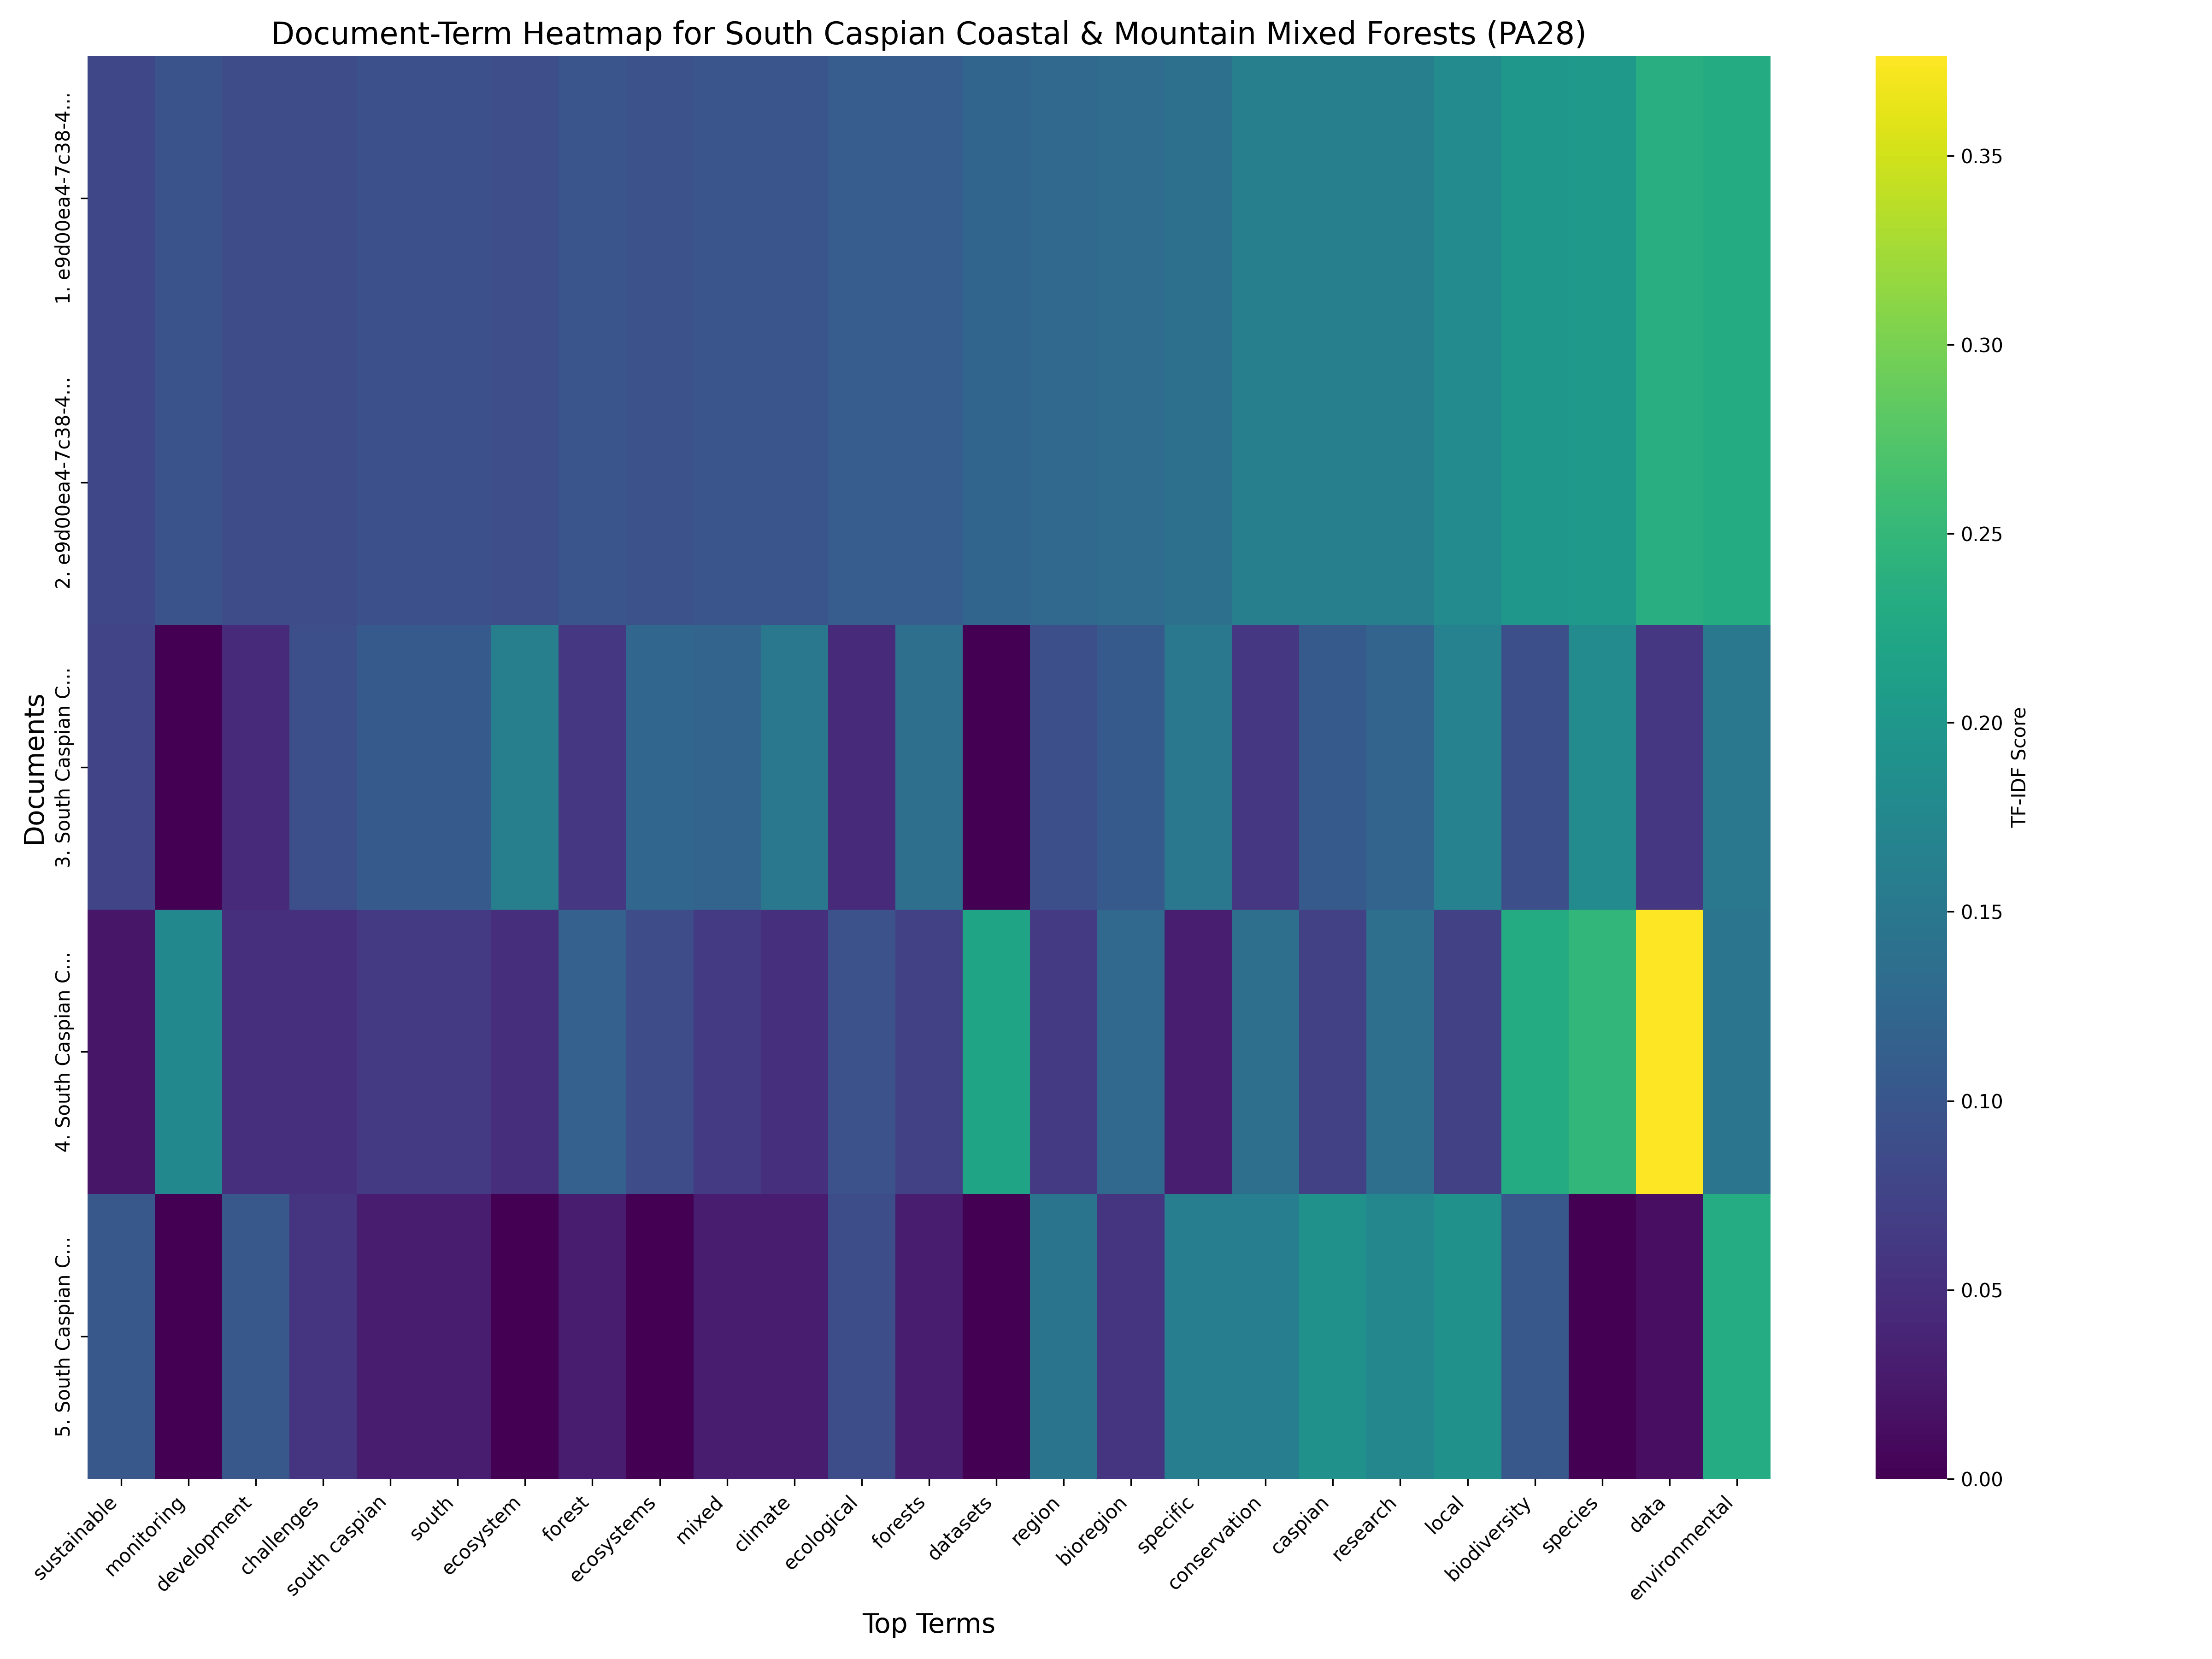 Document-Term Heatmap for South Caspian Coastal & Mountain Mixed Forests (PA28)
Documents
1. e9d00ea4-7c38-4...
2. e9d00ea4-7c38-4...
3. South Caspian C...
4. South Caspian C...
5. South Caspian C...
sustainable
monitoring
development
challenges
south caspian
south
ecosystem
forest
ecosystems
mixed
climate
ecological
forests
datasets
region
bioregion
specific
conservation
caspian
research
local
biodiversity
species
data
environmental
Top Terms
0.35
0.30
0.25
0.20
0.15
0.10
0.05
0.00
TF-IDF Score